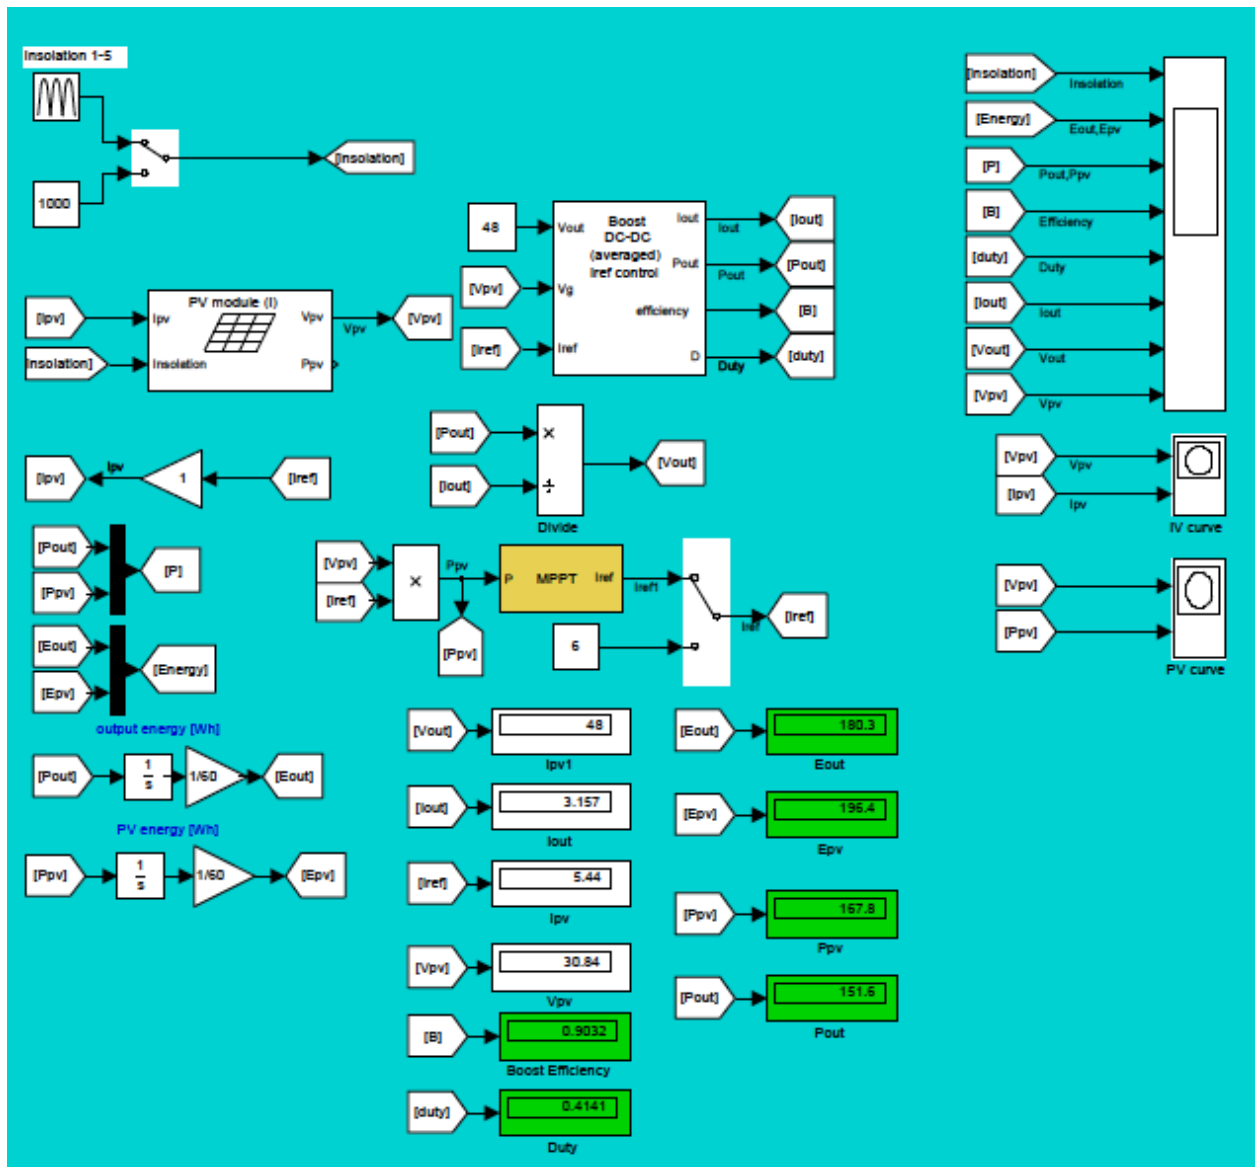 Insolation 1-5
1000
[Insolation]
[Ipv]
Insolation]
PV module (I)
Ipv
Insolation
Vpv
Ppv
Vpv
[Vpv]
48
[Vpv]
[Iref]
Vout
Vg
Iref
Boost
DC-DC
(averaged)
Iref control
Iout
Pout
efficiency
D
Iout
Pout
Duty
[Iout]
[Pout]
[B]
[duty]
[Insolation]
Insolation
[Energy]
Eout,Epv
[P]
Pout,Ppv
[B]
Efficiency
[duty]
Duty
[Iout]
Iout
[Vout]
Vout
[Vpv]
Vpv
[Ipv]
Ipv
1
[Iref]
[Pout]
[Iout]
×
÷
Divide
[Vout]
[Vpv]
Vpv
[Ipv]
Ipv
IV curve
[Pout]
[Ppv]
[P]
[Eout]
[Epv]
[Energy]
[Vpv]
[Iref]
×
Ppv
[Ppv]
P
MPPT
Iref
Iref1
6
Iref
[Iref]
[Vpv]
[Ppv]
PV curve
output energy [Wh]
[Pout]
1
s
1/60
[Eout]
PV energy [Wh]
[Ppv]
1
s
1/60
[Epv]
[Vout]
48
Ipv1
[Iout]
3.157
Iout
[Iref]
5.44
Ipv
[Vpv]
30.84
Vpv
[B]
0.9032
Boost Efficiency
[duty]
0.4141
Duty
[Eout]
180.3
Eout
[Epv]
196.4
Epv
[Ppv]
167.8
Ppv
[Pout]
151.6
Pout